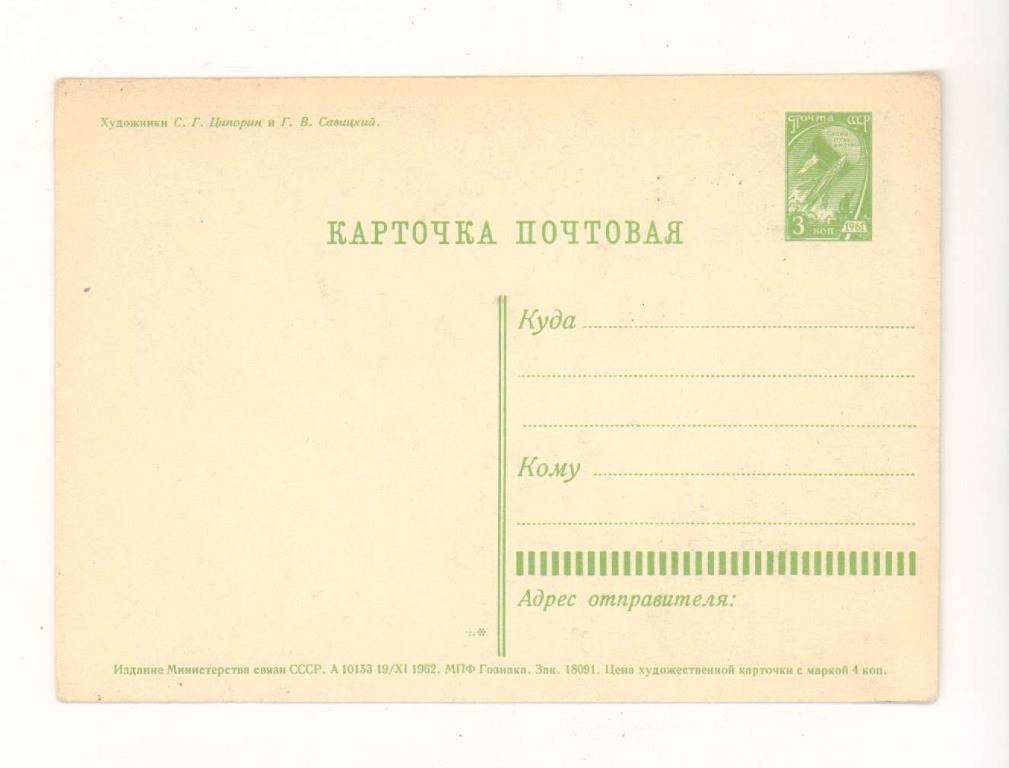 Художники С. Г. Ципорин и Г. В. Савицкий.
Почта СССР
3 КОП. 1961
КАРТОЧКА ПОЧТОВАЯ
Куда
Кому
Адрес отправителя:
Издание Министерства связи СССР. А 10153 19/XI 1962. МПФ Гознака. Зак. 18091. Цена художественной карточки с маркой 4 коп.